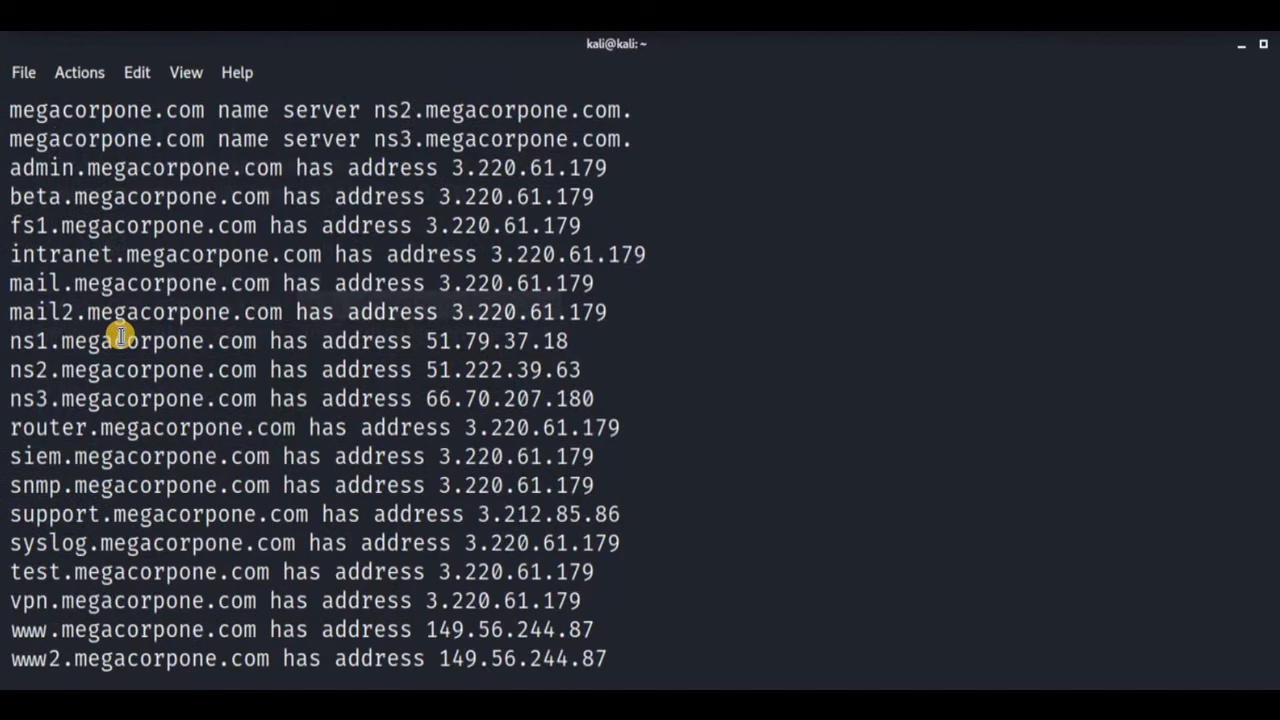 kali@kali: ~
File Actions Edit View Help
megacorpone.com name server ns2.megacorpone.com.
megacorpone.com name server ns3.megacorpone.com.
admin.megacorpone.com has address 3.220.61.179
beta.megacorpone.com has address 3.220.61.179
fs1.megacorpone.com has address 3.220.61.179
intranet.megacorpone.com has address 3.220.61.179
mail.megacorpone.com has address 3.220.61.179
mail2.megacorpone.com has address 3.220.61.179
ns1.megacorpone.com has address 51.79.37.18
ns2.megacorpone.com has address 51.222.39.63
ns3.megacorpone.com has address 66.70.207.180
router.megacorpone.com has address 3.220.61.179
siem.megacorpone.com has address 3.220.61.179
snmp.megacorpone.com has address 3.220.61.179
support.megacorpone.com has address 3.212.85.86
syslog.megacorpone.com has address 3.220.61.179
test.megacorpone.com has address 3.220.61.179
vpn.megacorpone.com has address 3.220.61.179
www.megacorpone.com has address 149.56.244.87
www2.megacorpone.com has address 149.56.244.87